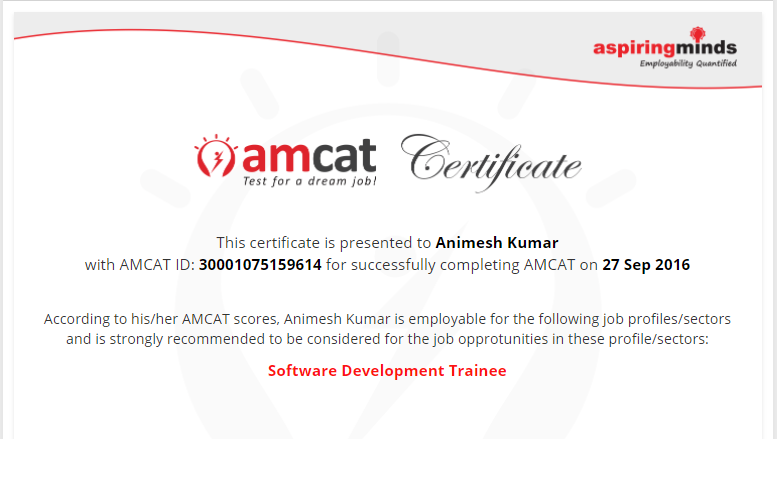 aspiringminds
Employability Quantified
amcat Certificate
Test for a dream job!
This certificate is presented to Animesh Kumar
with AMCAT ID: 30001075159614 for successfully completing AMCAT on 27 Sep 2016
According to his/her AMCAT scores, Animesh Kumar is employable for the following job profiles/sectors
and is strongly recommended to be considered for the job opprotunities in these profile/sectors:
Software Development Trainee